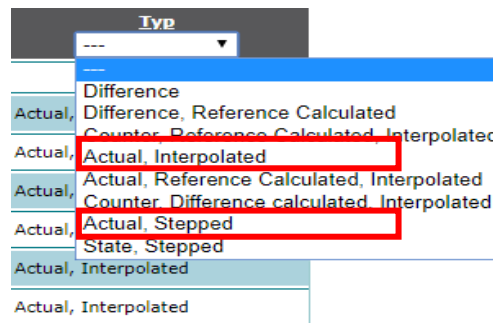 Typ
---
---
Difference
Actual, Difference, Reference Calculated
Counter, Reference Calculated, Interpolated
Actual, Actual, Interpolated
Actual, Actual, Reference Calculated, Interpolated
Counter, Difference calculated, Interpolated
Actual, Actual, Stepped
State, Stepped
Actual, Interpolated
Actual, Interpolated